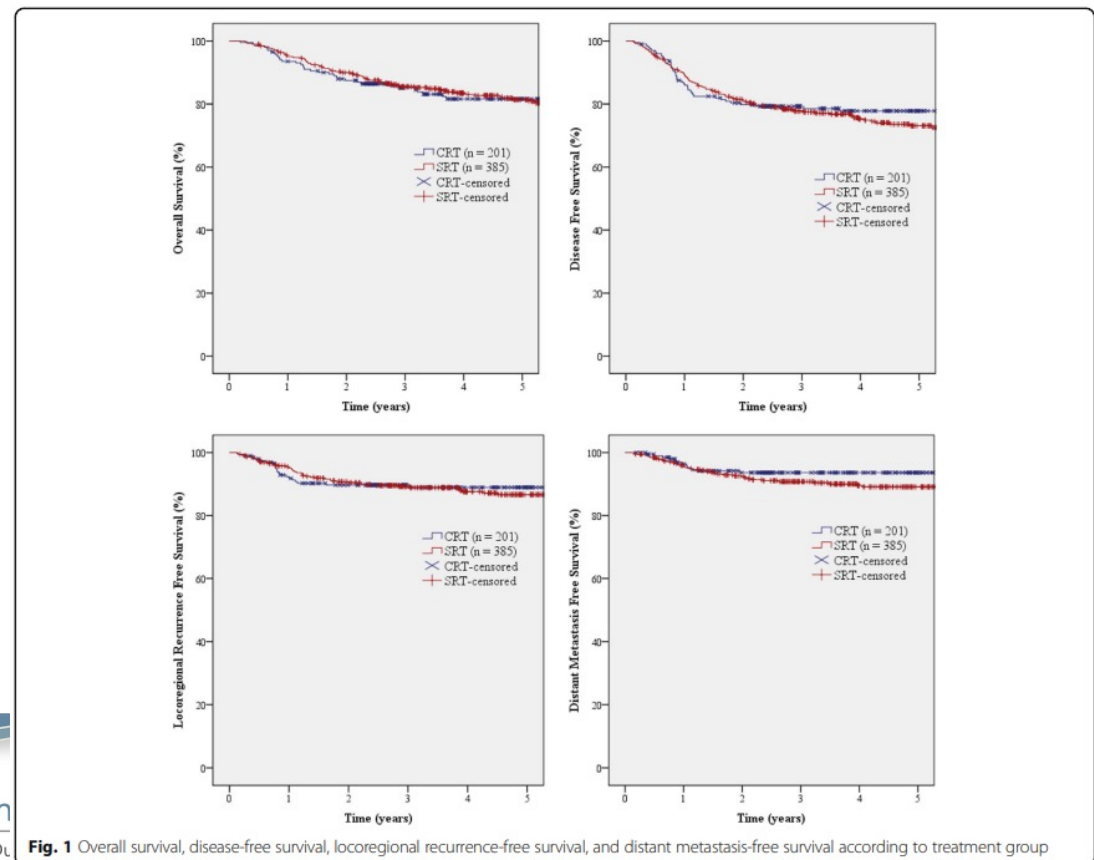 Overall Survival (%)
100
80
60
40
20
0
CRT (n = 201)
SRT (n = 385)
CRT-censored
SRT-censored
0 1 2 3 4 5
Time (years)
Disease Free Survival (%)
100
80
60
40
20
0
CRT (n = 201)
SRT (n = 385)
CRT-censored
SRT-censored
0 1 2 3 4 5
Time (years)
Locoregional Recurrence Free Survival (%)
100
80
60
40
20
0
CRT (n = 201)
SRT (n = 385)
CRT-censored
SRT-censored
0 1 2 3 4 5
Time (years)
Distant Metastasis Free Survival (%)
100
80
60
40
20
0
CRT (n = 201)
SRT (n = 385)
CRT-censored
SRT-censored
0 1 2 3 4 5
Time (years)
Fig. 1 Overall survival, disease-free survival, locoregional recurrence-free survival, and distant metastasis-free survival according to treatment group